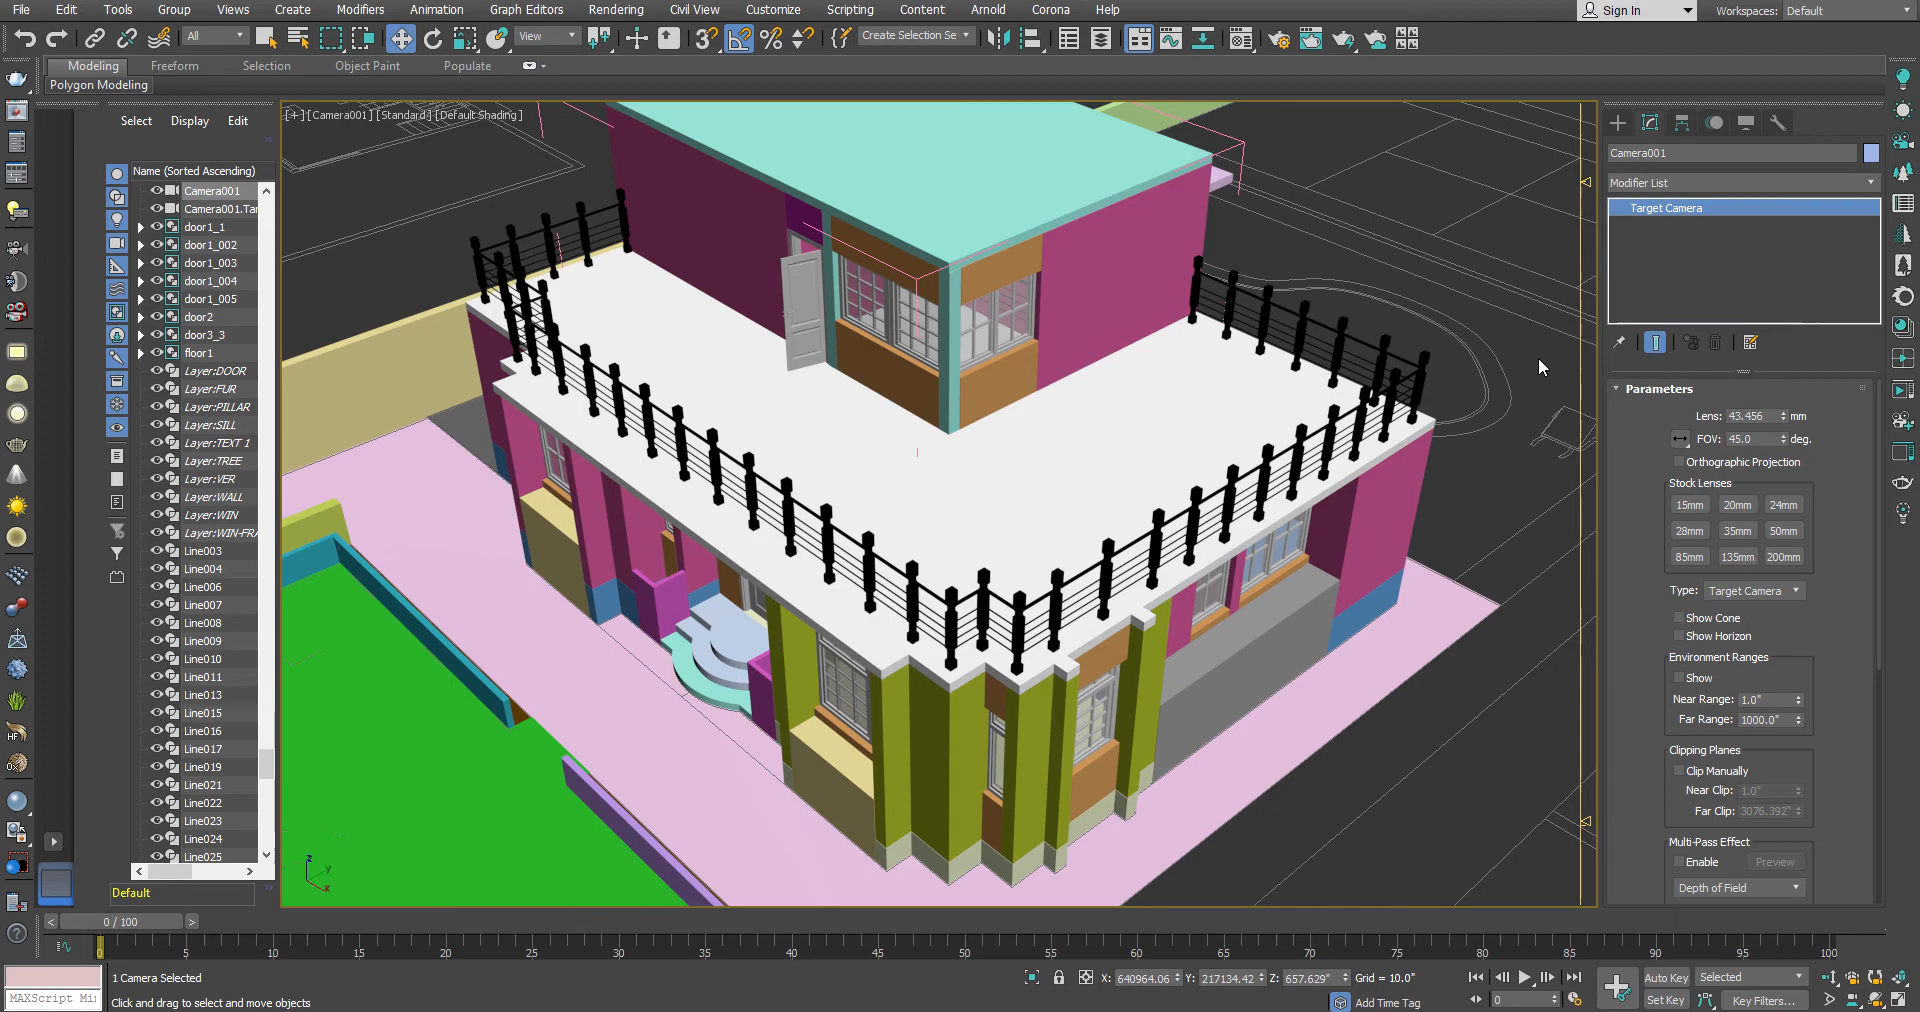 File Edit Tools Group Views Create Modifiers Animation Graph Editors Rendering Civil View Customize Scripting Content Arnold Corona Help Sign In Workspaces: Default
All View Create Selection Se
Modeling Freeform Selection Object Paint Populate
Polygon Modeling
Select Display Edit
[+] [Camera001] [Standard] [Default Shading]
Name (Sorted Ascending)
Camera001
Camera001.Tar
door1_1
door1_002
door1_003
door1_004
door1_005
door2
door3_3
floor1
Layer:DOOR
Layer:FUR
Layer:PILLAR
Layer:SILL
Layer:TEXT 1
Layer:TREE
Layer:VER
Layer:WALL
Layer:WIN
Layer:WIN-FRA
Line003
Line004
Line006
Line007
Line008
Line009
Line010
Line011
Line013
Line015
Line016
Line017
Line019
Line021
Line022
Line023
Line024
Line025
Default
z
y
x
Camera001
Modifier List
Target Camera
Parameters
Lens: 43.456 mm
FOV: 45.0 deg.
Orthographic Projection
Stock Lenses
15mm 20mm 24mm
28mm 35mm 50mm
85mm 135mm 200mm
Type: Target Camera
Show Cone
Show Horizon
Environment Ranges
Show
Near Range: 1.0"
Far Range: 1000.0"
Clipping Planes
Clip Manually
Near Clip: 1.0"
Far Clip: 3076.392"
Multi-Pass Effect
Enable Preview
Depth of Field
0 / 100
0 5 10 15 20 25 30 35 40 45 50 55 60 65 70 75 80 85 90 95 100
1 Camera Selected
X: 640964.06 Y: 217134.42 Z: 657.629" Grid = 10.0"
Auto Key Selected
MAXScript Mi
Click and drag to select and move objects
Add Time Tag
0
Set Key Key Filters...